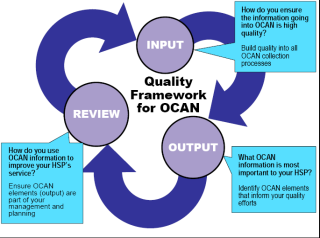 How do you ensure
the information going
into OCAN is high
quality?
Build quality into all
OCAN collection
processes
INPUT
Quality
Framework
for OCAN
REVIEW
OUTPUT
How do you use
OCAN information to
improve your HSP's
service?
Ensure OCAN
elements (output) are
part of your
management and
planning
What OCAN
information is most
important to your HSP?
Identify OCAN elements
that inform your quality
efforts